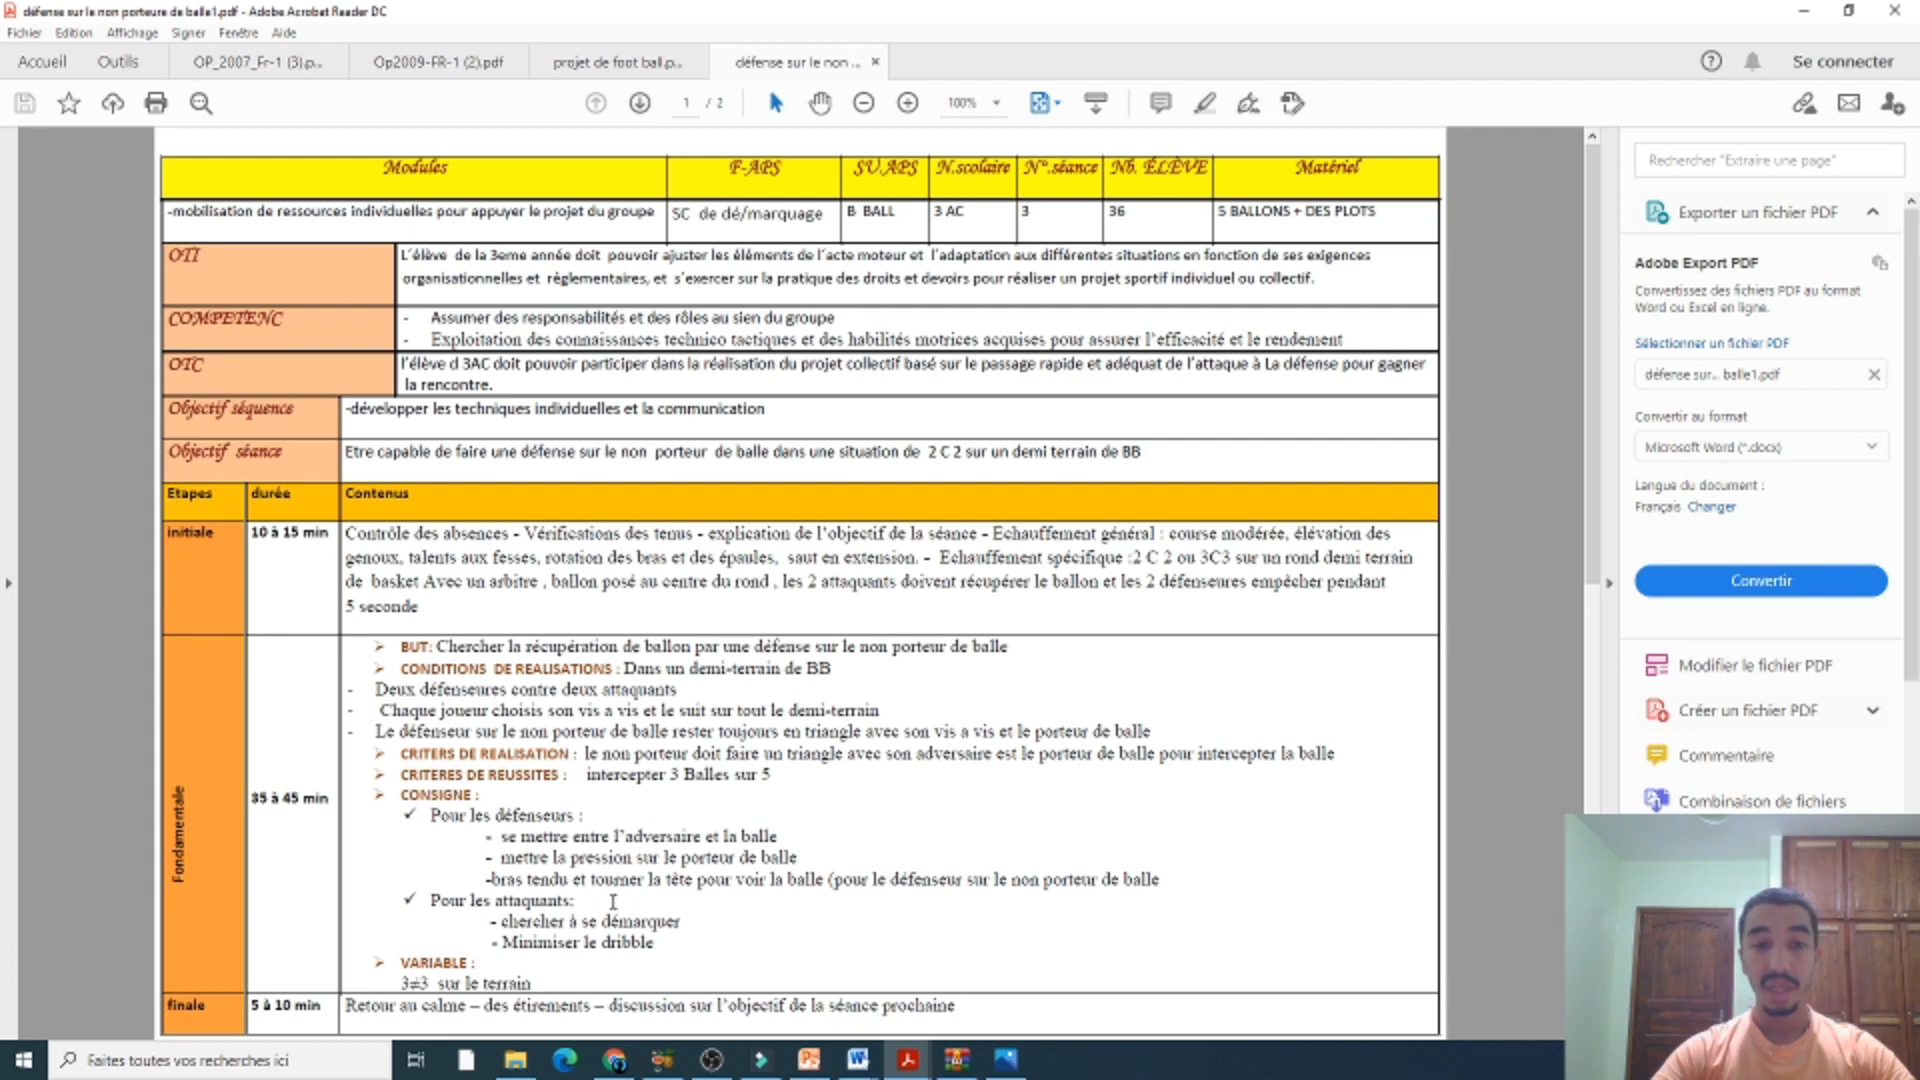 défense sur le non porteure de balle1.pdf - Adobe Acrobat Reader DC
Fichier Edition Affichage Signer Fenêtre Aide
Accueil Outils OP_2007_Fr-1 (3).p... Op2009-FR-1 (2).pdf projet de foot ball.p... défense sur le non ... Se connecter
1 / 2 100%
Modules F-APS SU.APS N.scolaire N°.séance Nb. ÉLÈVE Matériel
-mobilisation de ressources individuelles pour appuyer le projet du groupe SC de dé/marquage B BALL 3 AC 3 36 5 BALLONS + DES PLOTS
OTI L'élève de la 3eme année doit pouvoir ajuster les éléments de l'acte moteur et l'adaptation aux différentes situations en fonction de ses exigences
organisationnelles et réglementaires, et s'exercer sur la pratique des droits et devoirs pour réaliser un projet sportif individuel ou collectif.
COMPETENC - Assumer des responsabilités et des rôles au sien du groupe
- Exploitation des connaissances technico tactiques et des habilités motrices acquises pour assurer l'efficacité et le rendement
OTC l'élève d 3AC doit pouvoir participer dans la réalisation du projet collectif basé sur le passage rapide et adéquat de l'attaque à La défense pour gagner
la rencontre.
Objectif séquence -développer les techniques individuelles et la communication
Objectif séance Etre capable de faire une défense sur le non porteur de balle dans une situation de 2 C 2 sur un demi terrain de BB
Etapes durée Contenus
initiale 10 à 15 min Contrôle des absences - Vérifications des tenus - explication de l'objectif de la séance - Echauffement général : course modérée, élévation des
genoux, talents aux fesses, rotation des bras et des épaules, saut en extension. - Echauffement spécifique :2 C 2 ou 3C3 sur un rond demi terrain
de basket Avec un arbitre , ballon posé au centre du rond , les 2 attaquants doivent récupérer le ballon et les 2 défenseures empêcher pendant
5 seconde
Fondamentale 35 à 45 min
➢ BUT: Chercher la récupération de ballon par une défense sur le non porteur de balle
➢ CONDITIONS DE REALISATIONS : Dans un demi-terrain de BB
- Deux défenseures contre deux attaquants
- Chaque joueur choisis son vis a vis et le suit sur tout le demi-terrain
- Le défenseur sur le non porteur de balle rester toujours en triangle avec son vis a vis et le porteur de balle
➢ CRITERS DE REALISATION : le non porteur doit faire un triangle avec son adversaire est le porteur de balle pour intercepter la balle
➢ CRITERES DE REUSSITES : intercepter 3 Balles sur 5
➢ CONSIGNE :
✓ Pour les défenseurs :
- se mettre entre l'adversaire et la balle
- mettre la pression sur le porteur de balle
-bras tendu et tourner la tête pour voir la balle (pour le défenseur sur le non porteur de balle
✓ Pour les attaquants:
- chercher à se démarquer
- Minimiser le dribble
➢ VARIABLE :
3≠3 sur le terrain
finale 5 à 10 min Retour au calme – des étirements – discussion sur l'objectif de la séance prochaine
Rechercher "Extraire une page"
Exporter un fichier PDF
Adobe Export PDF
Convertissez des fichiers PDF au format
Word ou Excel en ligne.
Sélectionner un fichier PDF
défense sur... balle1.pdf
Convertir au format
Microsoft Word (*.docx)
Langue du document :
Français Changer
Convertir
Modifier le fichier PDF
Créer un fichier PDF
Commentaire
Combinaison de fichiers
Faites toutes vos recherches ici